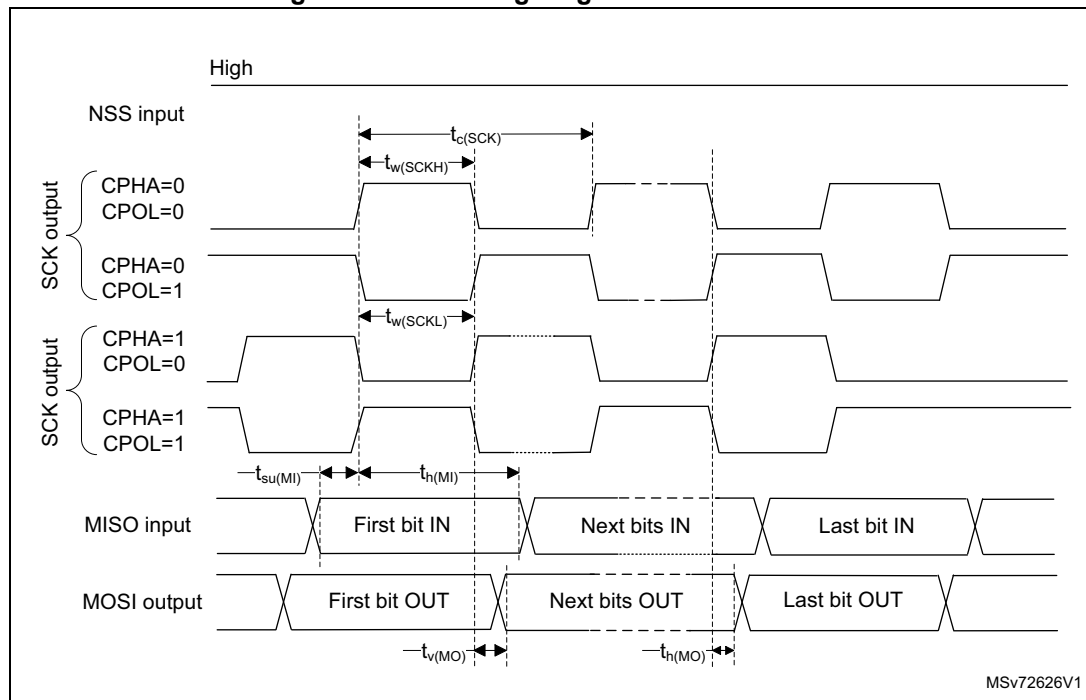 High
NSS input
tc(SCK)
tw(SCKH)
SCK output
CPHA=0
CPOL=0
CPHA=0
CPOL=1
tw(SCKL)
SCK output
CPHA=1
CPOL=0
CPHA=1
CPOL=1
tsu(MI)
th(MI)
MISO input
First bit IN
Next bits IN
Last bit IN
MOSI output
First bit OUT
Next bits OUT
Last bit OUT
tv(MO)
th(MO)
MSv72626V1